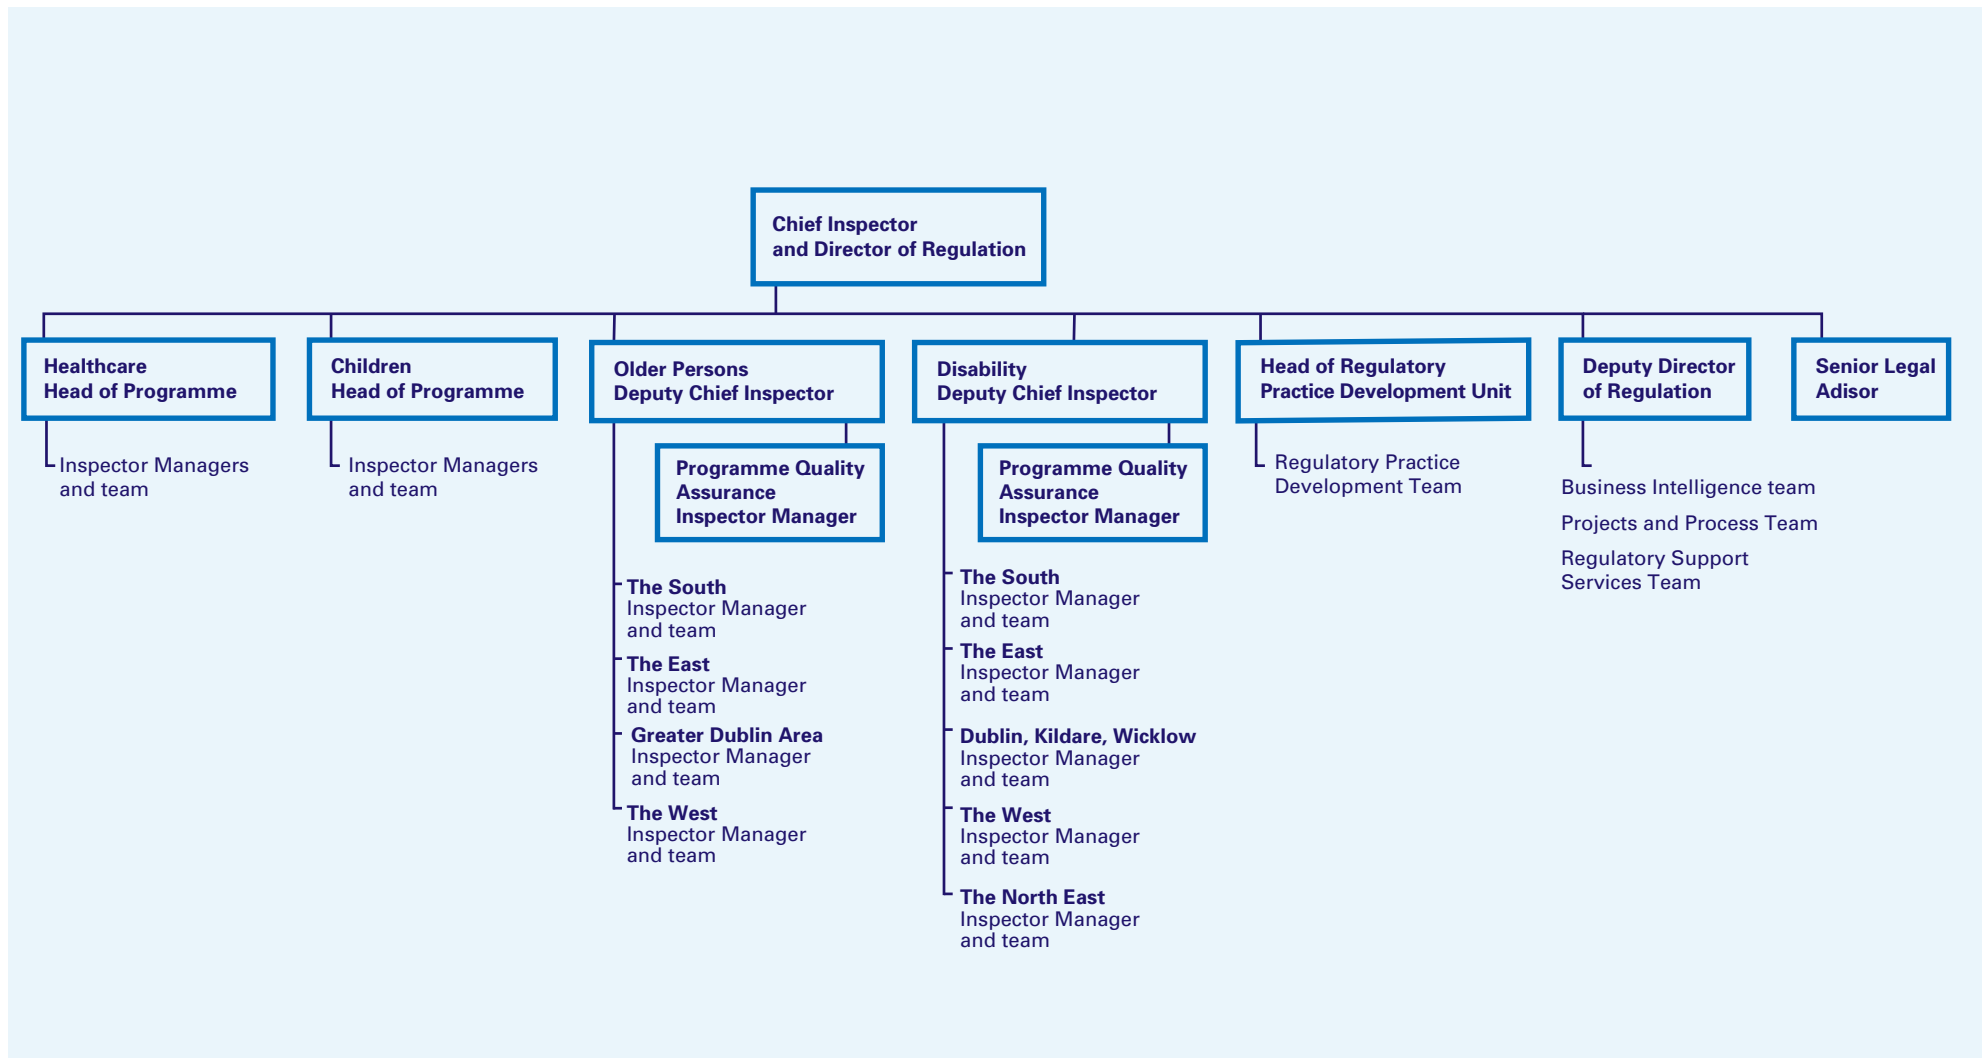 Chief Inspector
and Director of Regulation
Healthcare
Head of Programme
Inspector Managers
and team
Children
Head of Programme
Inspector Managers
and team
Older Persons
Deputy Chief Inspector
Programme Quality
Assurance
Inspector Manager
The South
Inspector Manager
and team
The East
Inspector Manager
and team
Greater Dublin Area
Inspector Manager
and team
The West
Inspector Manager
and team
Disability
Deputy Chief Inspector
Programme Quality
Assurance
Inspector Manager
The South
Inspector Manager
and team
The East
Inspector Manager
and team
Dublin, Kildare, Wicklow
Inspector Manager
and team
The West
Inspector Manager
and team
The North East
Inspector Manager
and team
Head of Regulatory
Practice Development Unit
Regulatory Practice
Development Team
Deputy Director
of Regulation
Business Intelligence team
Projects and Process Team
Regulatory Support
Services Team
Senior Legal
Adisor